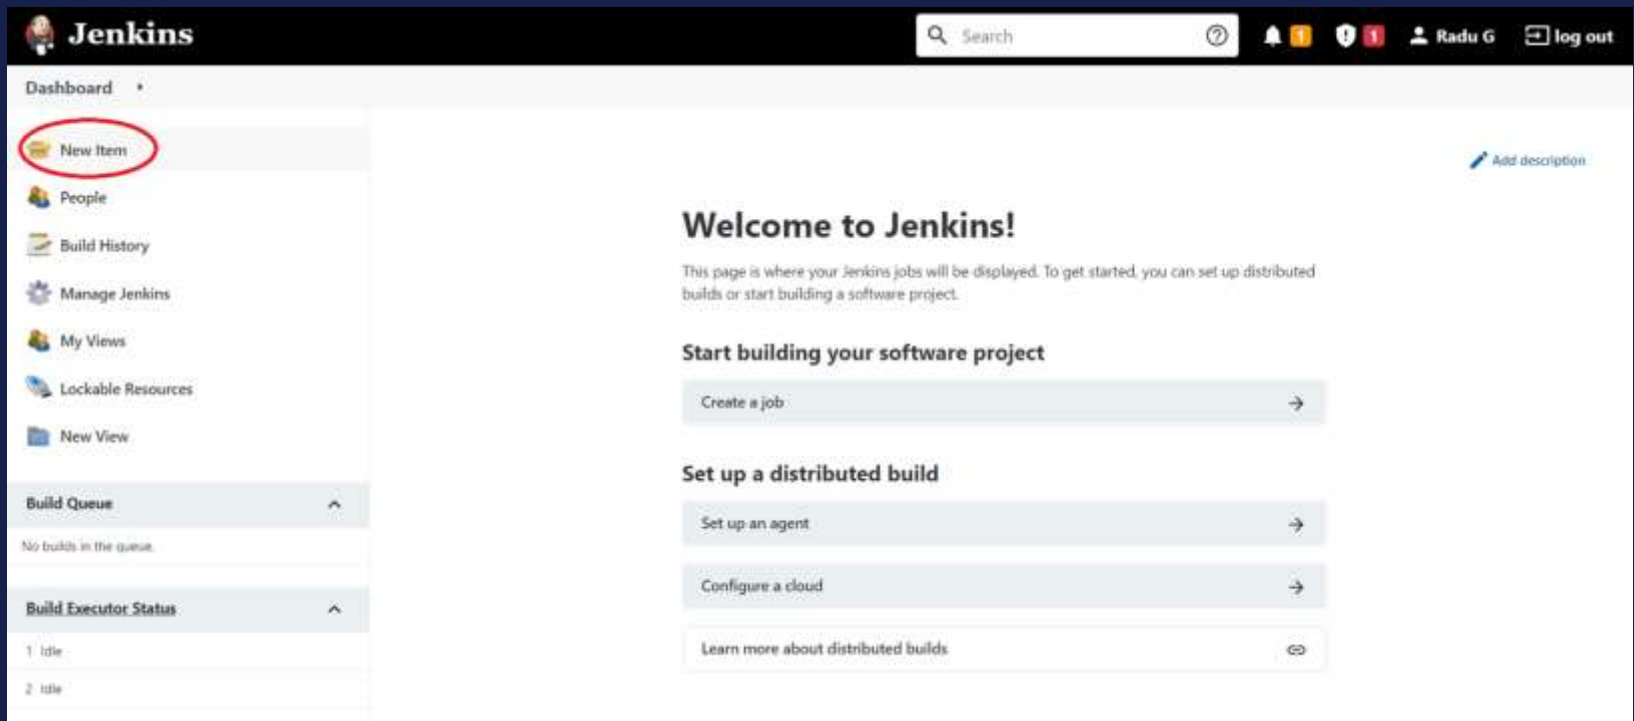 Jenkins
Search
1
1
Radu G
log out
Dashboard
New Item
People
Build History
Manage Jenkins
My Views
Lockable Resources
New View
Build Queue
No builds in the queue.
Build Executor Status
1 Idle
2 Idle
Add description
Welcome to Jenkins!
This page is where your Jenkins jobs will be displayed. To get started, you can set up distributed
builds or start building a software project.
Start building your software project
Create a job
Set up a distributed build
Set up an agent
Configure a cloud
Learn more about distributed builds